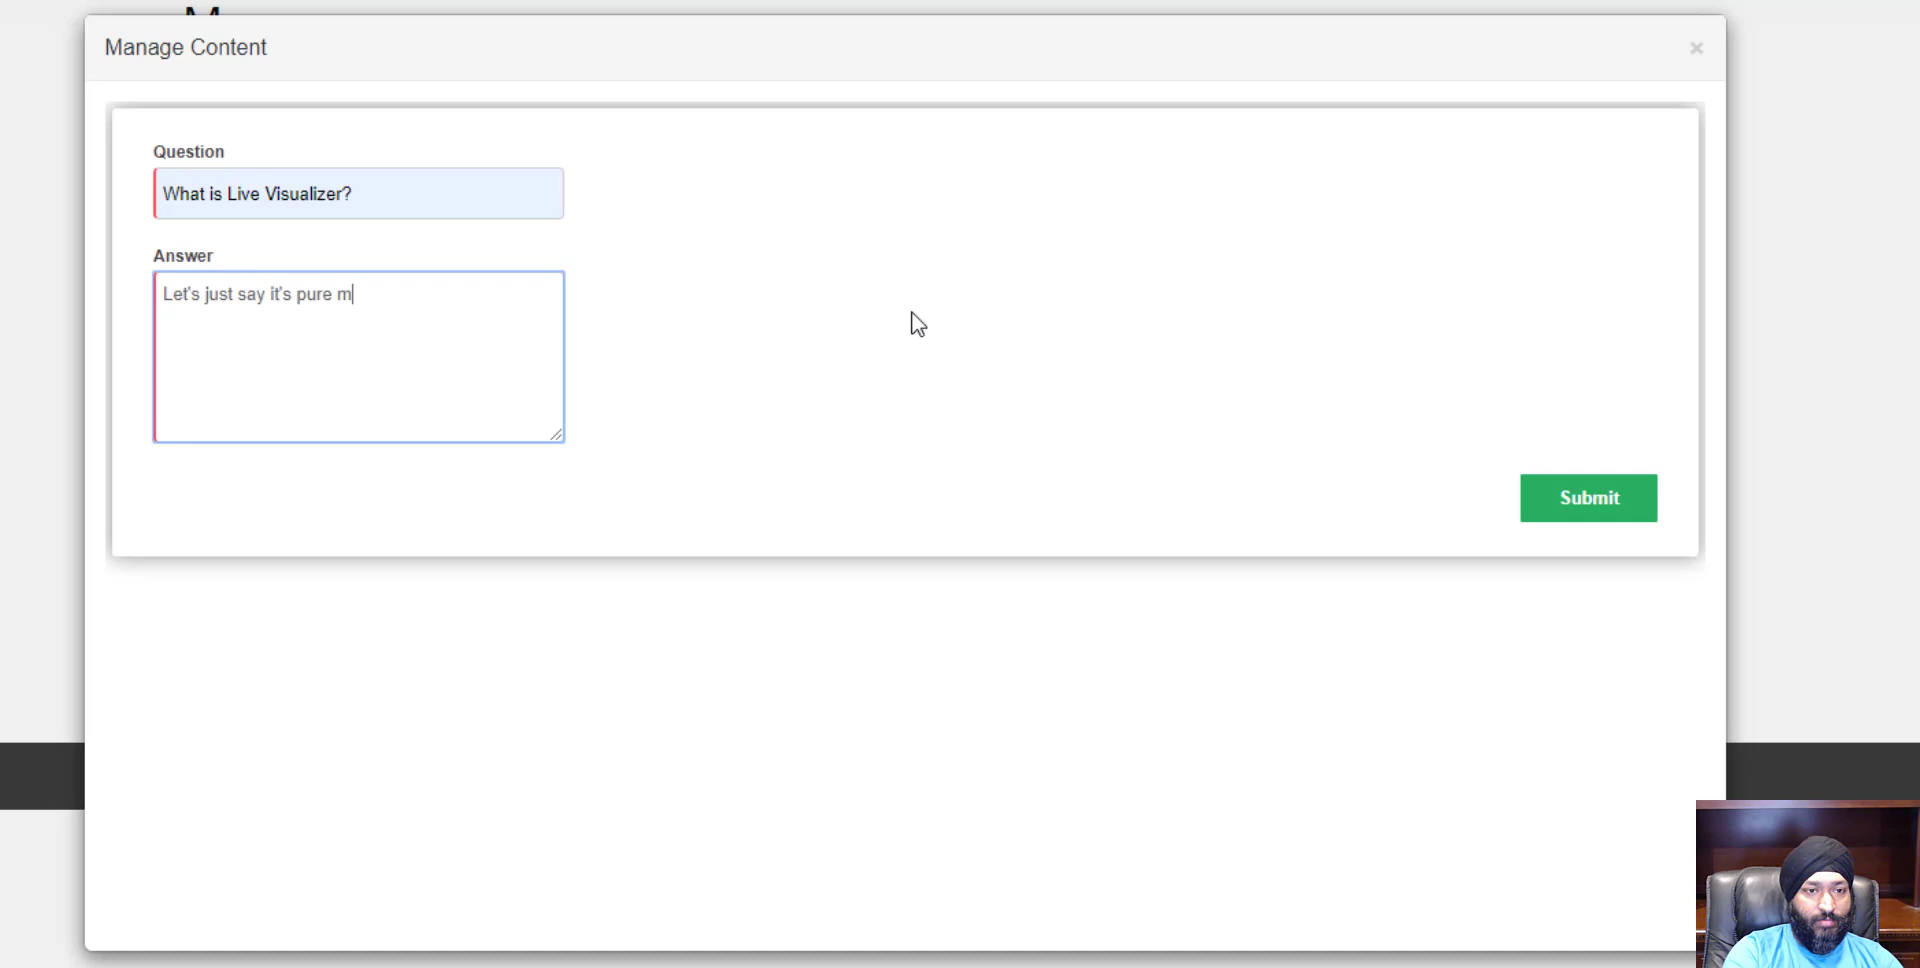 Manage Content
×
Question
What is Live Visualizer?
Answer
Let's just say it's pure m
Submit